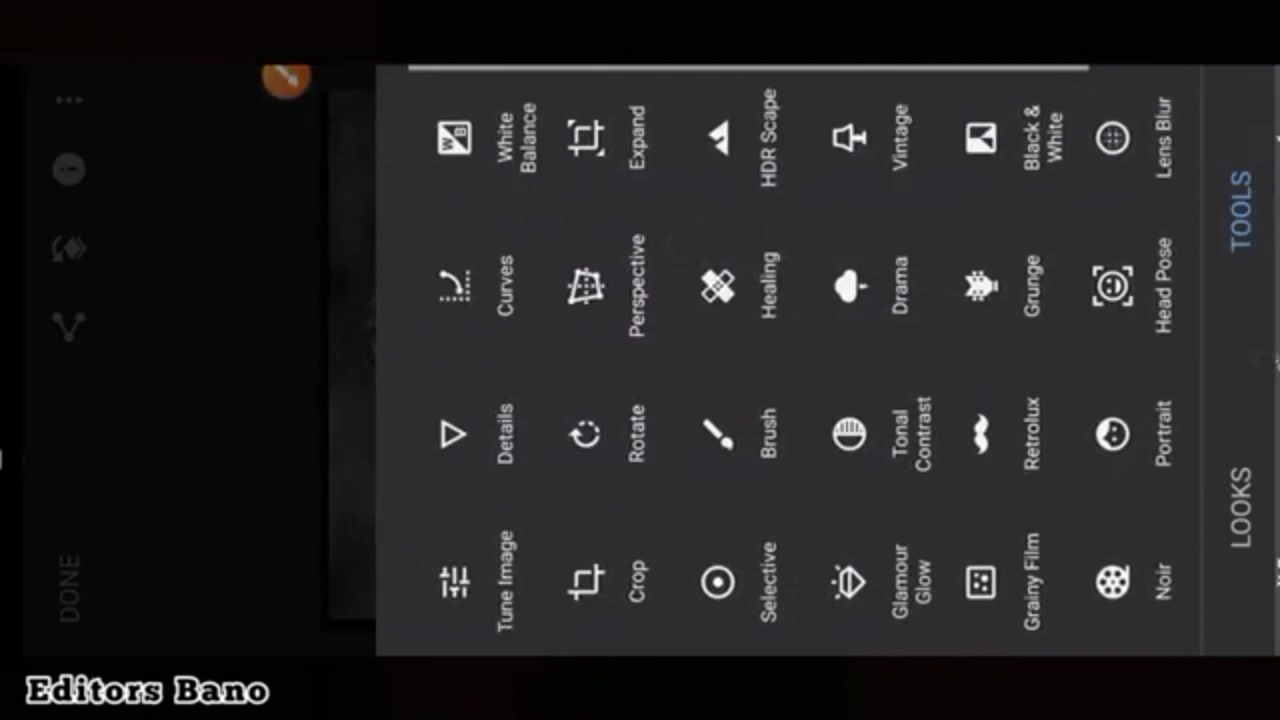 DONE
Tune Image
Details
Curves
White
Balance
Crop
Rotate
Perspective
Expand
Selective
Brush
Healing
HDR Scape
Glamour
Glow
Tonal
Contrast
Drama
Vintage
Grainy Film
Retrolux
Grunge
Black &
White
Noir
Portrait
Head Pose
Lens Blur
LOOKS
TOOLS
Editors Bano